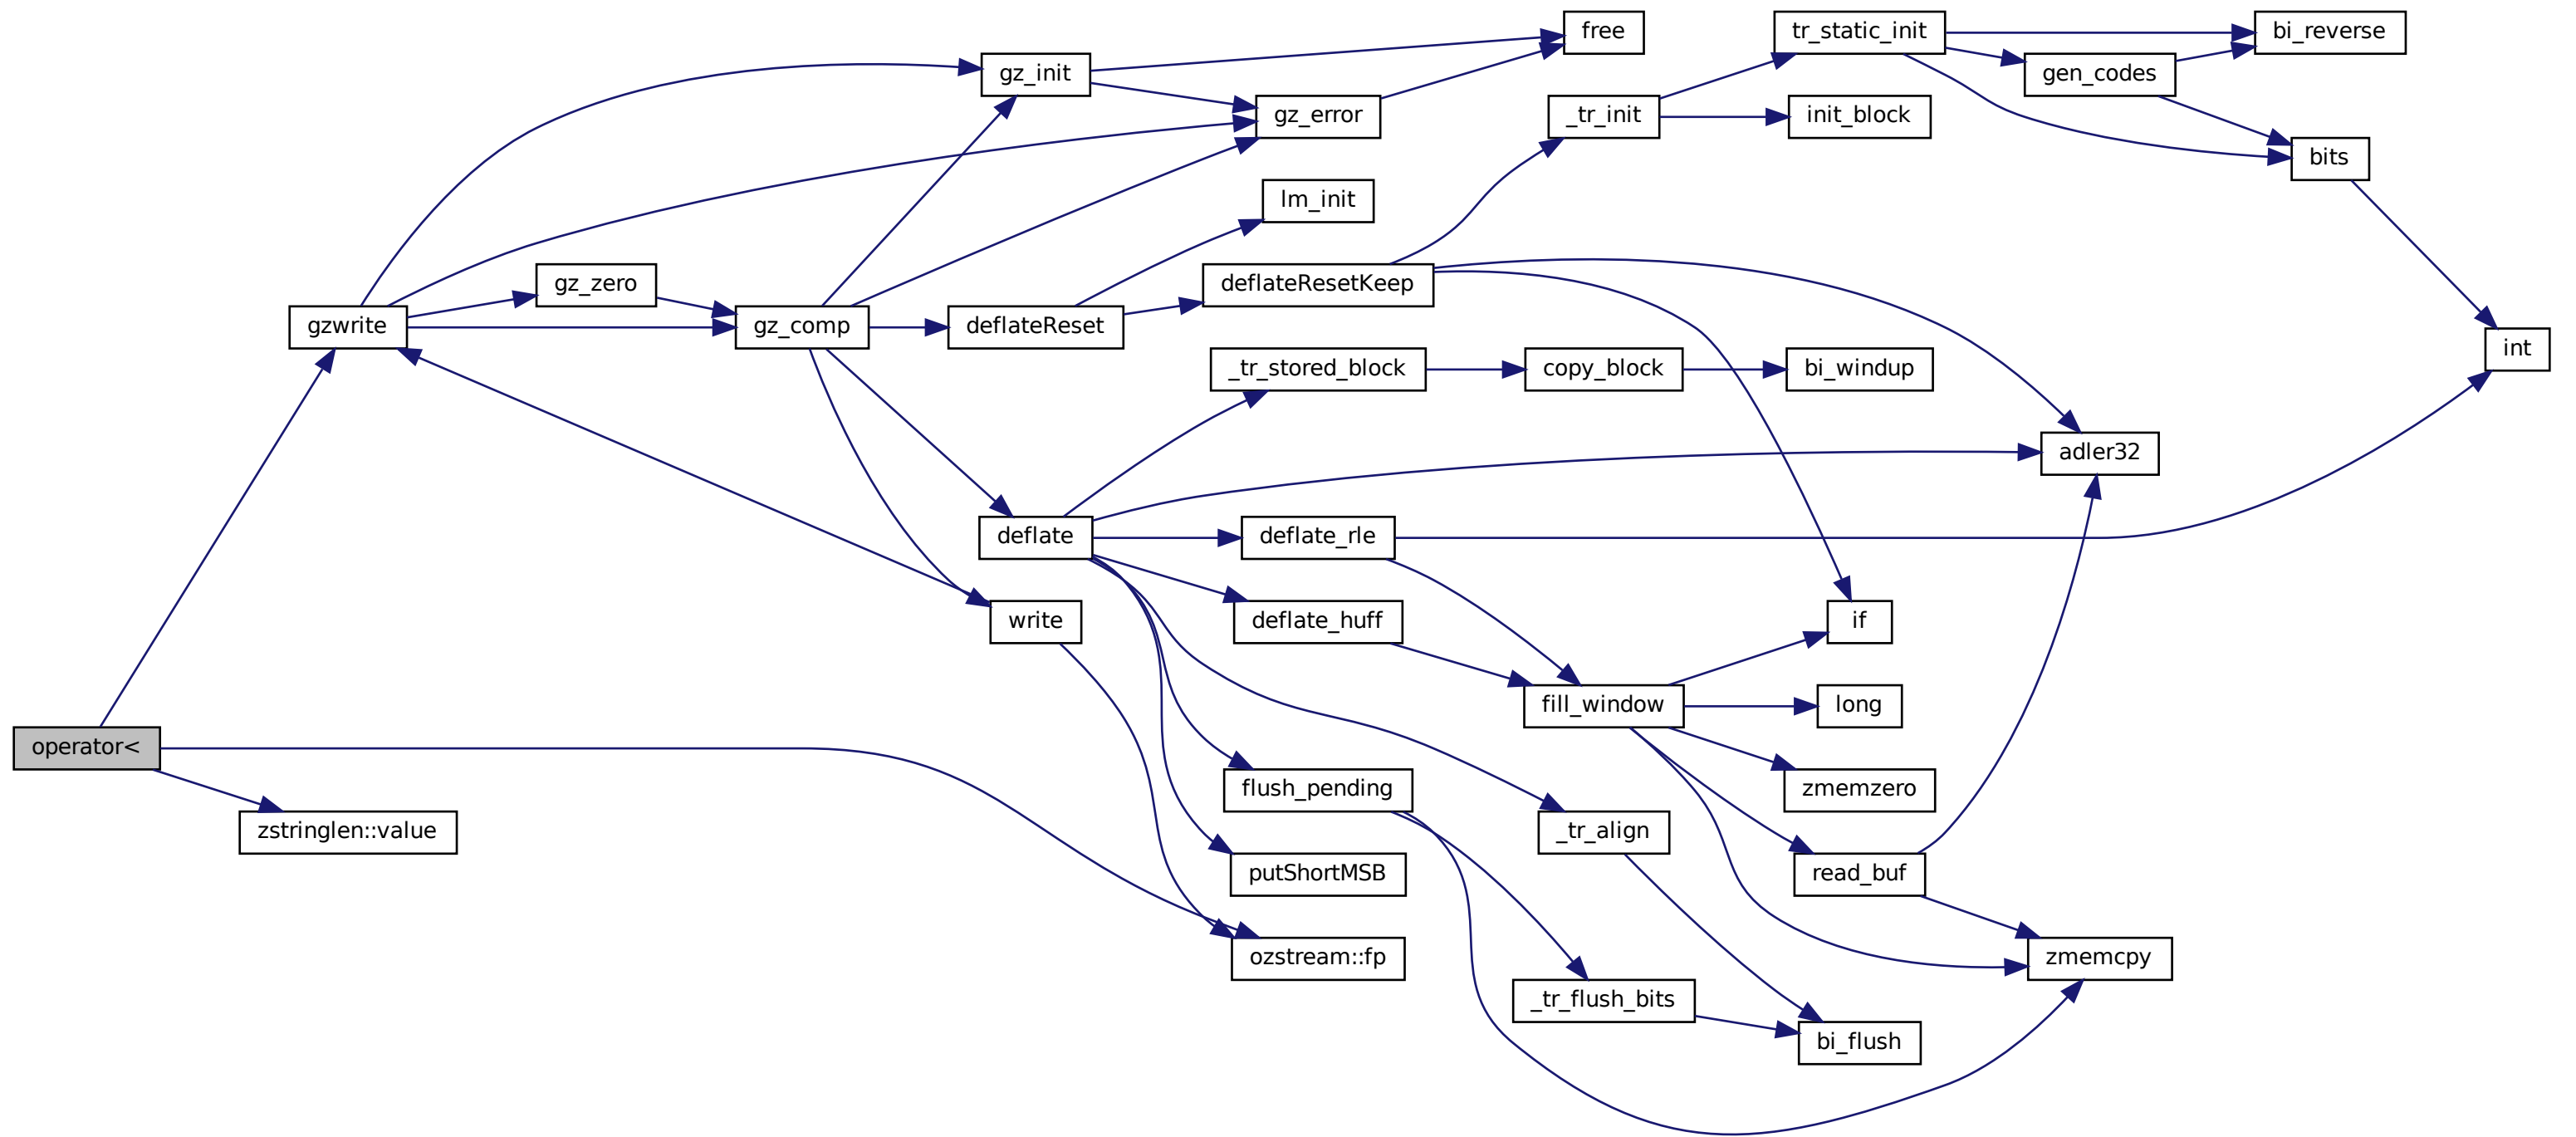 free
tr_static_init
bi_reverse
gz_init
gen_codes
gz_error
_tr_init
init_block
bits
lm_init
gz_zero
deflateResetKeep
gzwrite
gz_comp
deflateReset
int
_tr_stored_block
copy_block
bi_windup
adler32
deflate
deflate_rle
write
deflate_huff
if
fill_window
long
operator<
flush_pending
zmemzero
zstringlen::value
_tr_align
putShortMSB
read_buf
ozstream::fp
zmemcpy
_tr_flush_bits
bi_flush